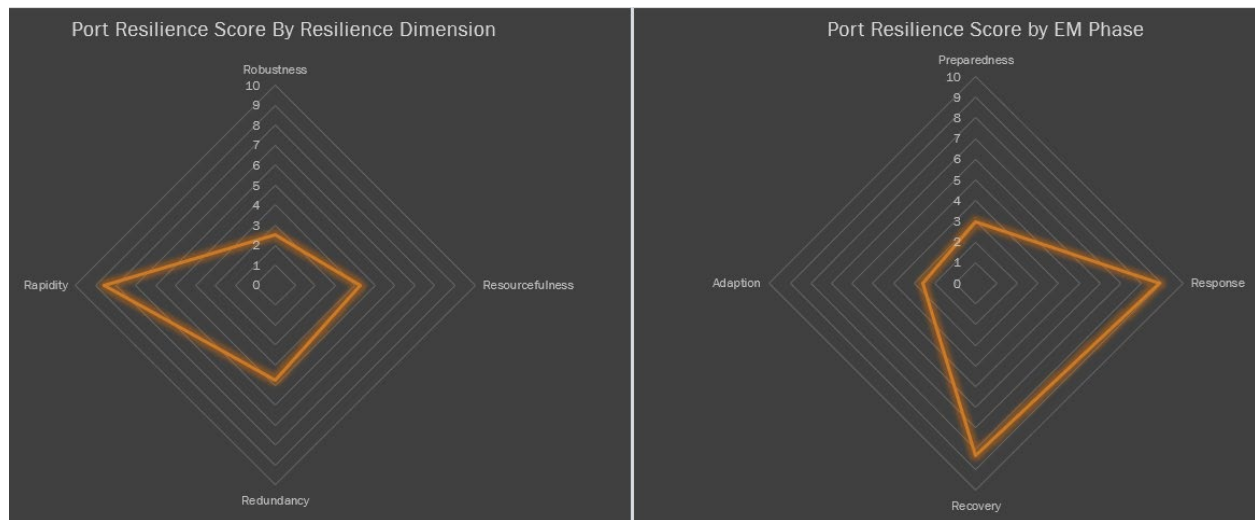 Port Resilience Score By Resilience Dimension
Robustness
10
9
8
7
6
5
4
3
2
1
0
Rapidity
Resourcefulness
Redundancy
Port Resilience Score by EM Phase
Preparedness
10
9
8
7
6
5
4
3
2
1
0
Adaption
Response
Recovery